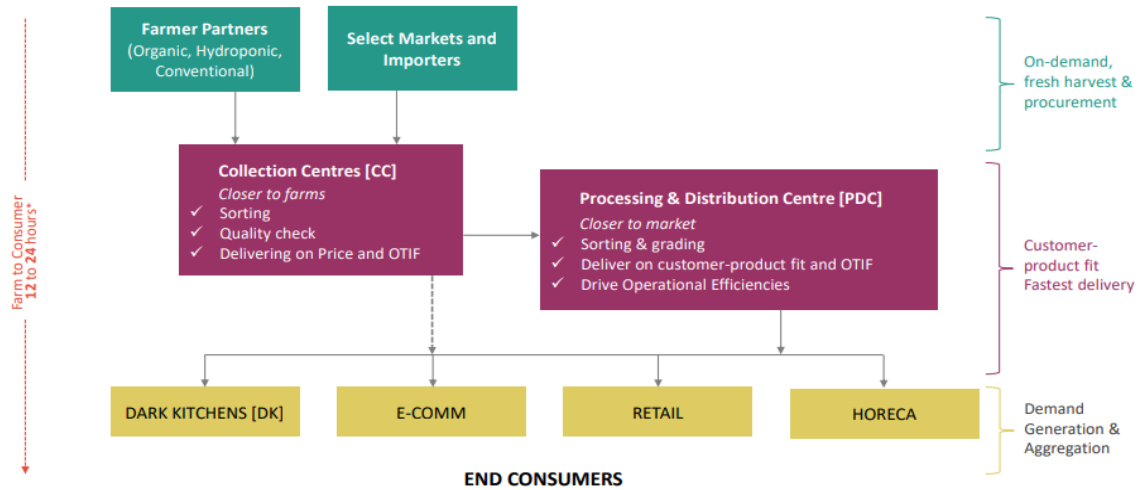 Farmer Partners
(Organic, Hydroponic,
Conventional)
Select Markets and
Importers
On-demand,
fresh harvest &
procurement
Farm to Consumer
12 to 24 hours*
Collection Centres [CC]
Closer to farms
✓ Sorting
✓ Quality check
✓ Delivering on Price and OTIF
Processing & Distribution Centre [PDC]
Closer to market
✓ Sorting & grading
✓ Deliver on customer-product fit and OTIF
✓ Drive Operational Efficiencies
Customer-
product fit
Fastest delivery
DARK KITCHENS [DK]
E-COMM
RETAIL
HORECA
Demand
Generation &
Aggregation
END CONSUMERS